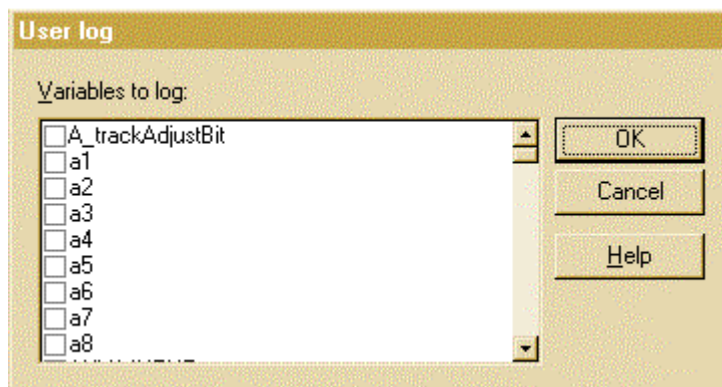 User log
Variables to log:
A_trackAdjustBit
a1
a2
a3
a4
a5
a6
a7
a8
OK
Cancel
Help